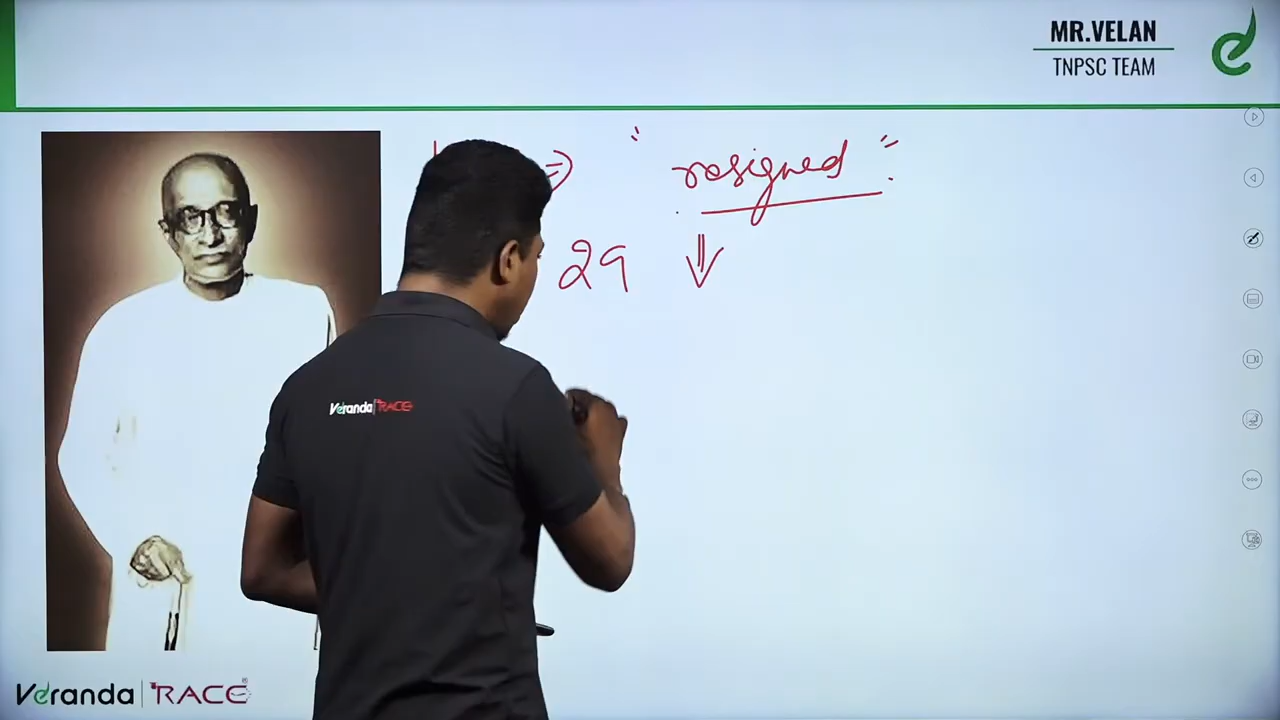 MR.VELAN
TNPSC TEAM
" resigned "
29
Veranda RACE
Veranda RACE